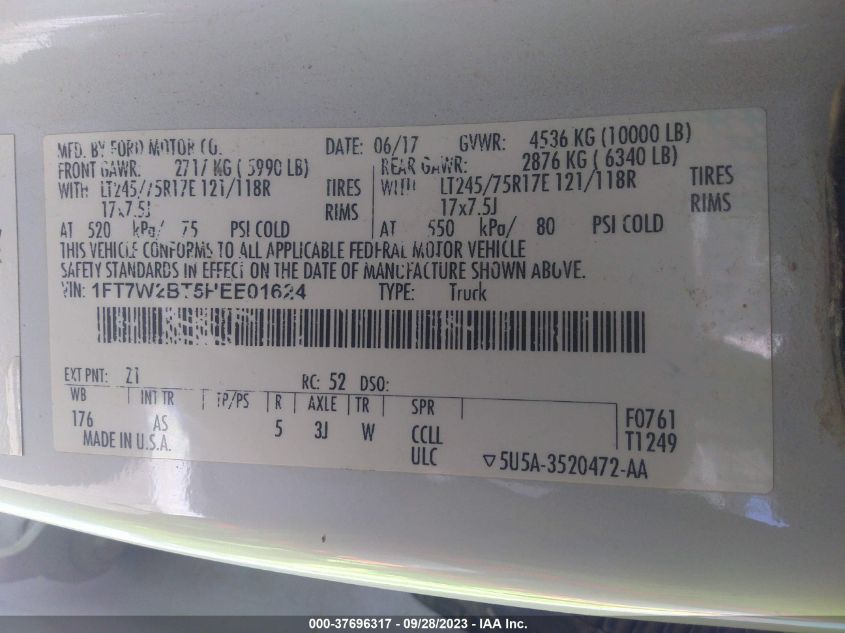 MFD. BY FORD MOTOR CO. DATE: 06/17 GVWR: 4536 KG (10000 LB)
FRONT GAWR: 2717 KG ( 5990 LB) REAR GAWR: 2876 KG ( 6340 LB)
WITH LT245/75R17E 121/118R TIRES WITH LT245/75R17E 121/118R TIRES
17x7.5J RIMS 17x7.5J RIMS
AT 520 kPa/ 75 PSI COLD AT 550 kPa/ 80 PSI COLD
THIS VEHICLE CONFORMS TO ALL APPLICABLE FEDERAL MOTOR VEHICLE
SAFETY STANDARDS IN EFFECT ON THE DATE OF MANUFACTURE SHOWN ABOVE.
VIN: 1FT7W2BT5HEE01624 TYPE: Truck
EXT PNT: Z1 RC: 52 DSO:
WB INT TR TP/PS R AXLE TR SPR
176 AS 5 3J W CCLL F0761
MADE IN U.S.A. ULC T1249
▽5U5A-3520472-AA
000-37696317 - 09/28/2023 - IAA Inc.